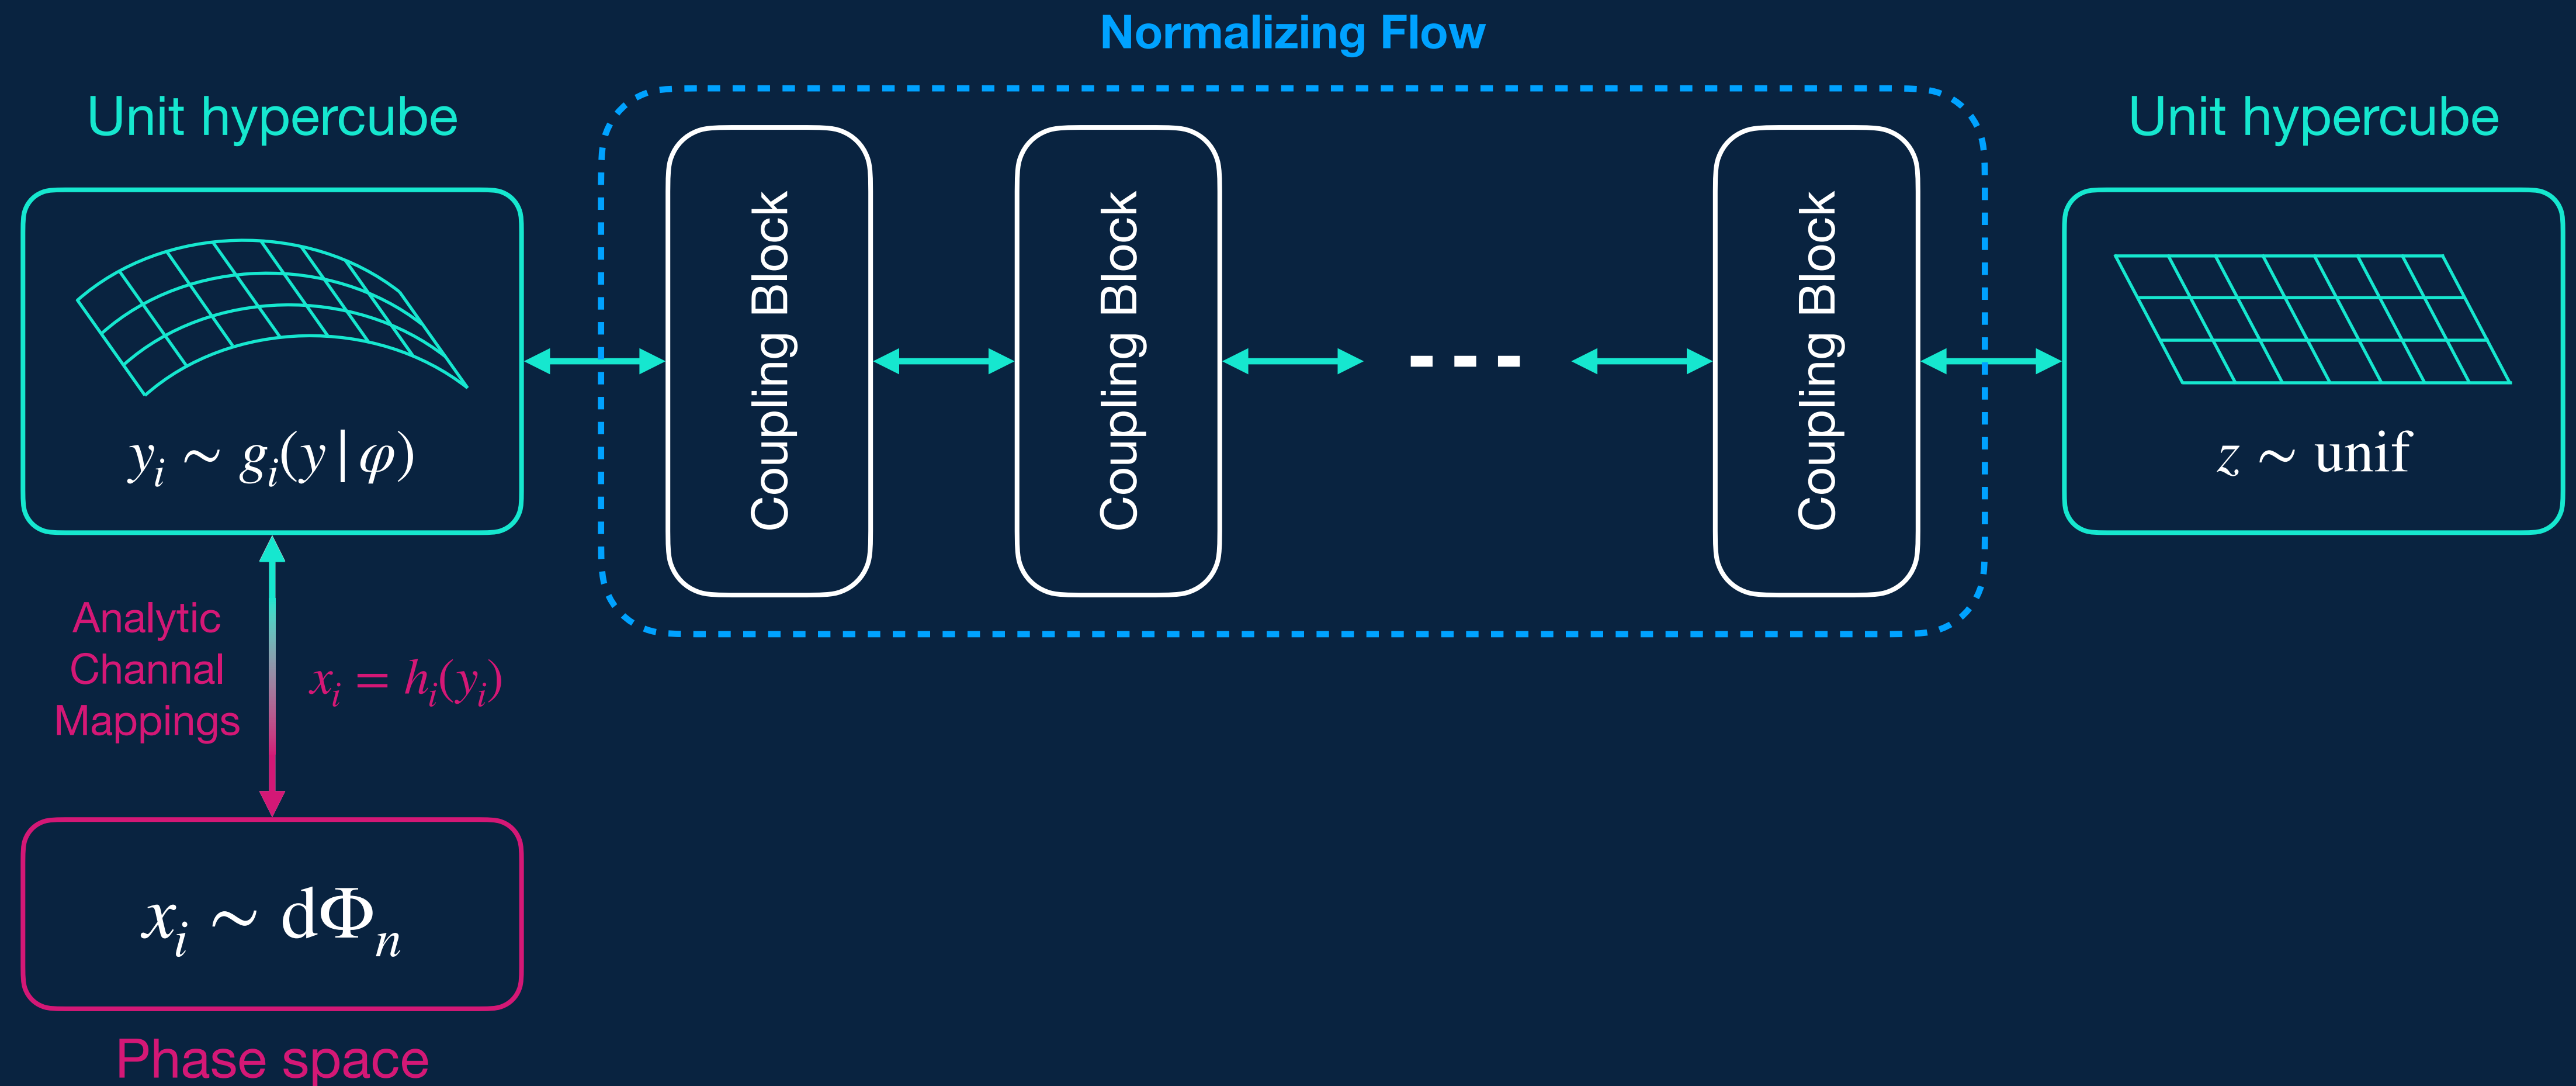 Normalizing Flow
Unit hypercube
Unit hypercube
Coupling Block
Coupling Block
Coupling Block
yᵢ ~ gᵢ(y | φ)
z ~ unif
Analytic
Channal
Mappings
xᵢ = hᵢ(yᵢ)
xᵢ ~ dΦₙ
Phase space